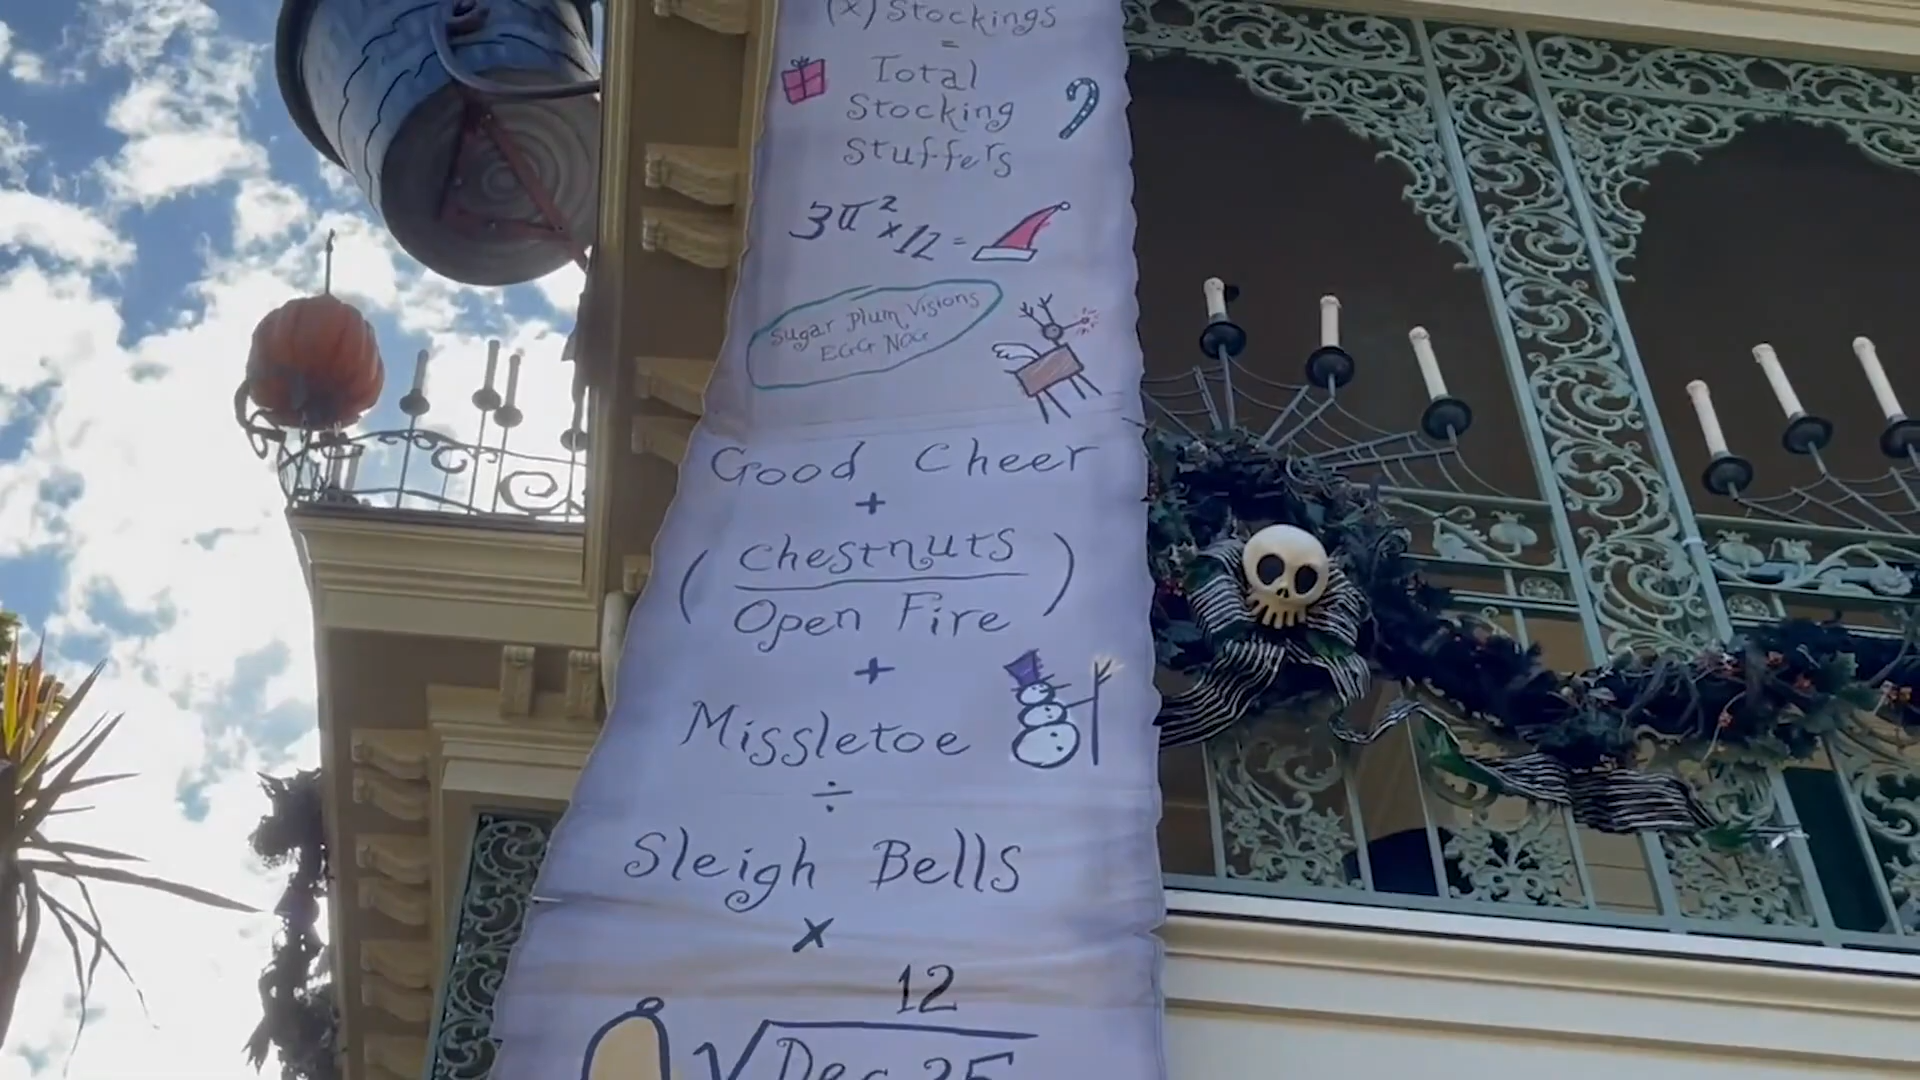 (x) Stockings
=
Total
Stocking
Stuffers
3π²x12=
Sugar Plum Visions
EGG NOG
Good Cheer
+
(Chestnuts
Open Fire)
+
Missletoe
÷
Sleigh Bells
x
12
√Dec 25